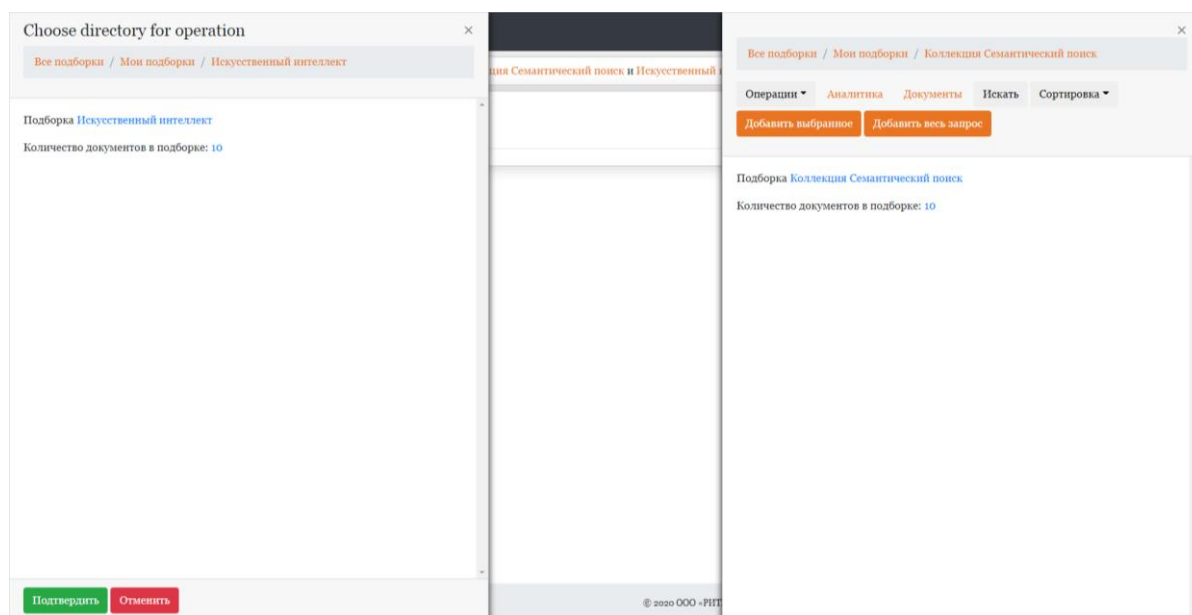 Choose directory for operation ×
Все подборки / Мои подборки / Искусственный интеллект
Подборка Искусственный интеллект
Количество документов в подборке: 10
Подтвердить Отменить
Семантический поиск и Искусственный
© 2020 ООО
×
Все подборки / Мои подборки / Коллекция Семантический поиск
Операции Аналитика Документы Искать Сортировка
Добавить выбранное Добавить весь запрос
Подборка Коллекция Семантический поиск
Количество документов в подборке: 10